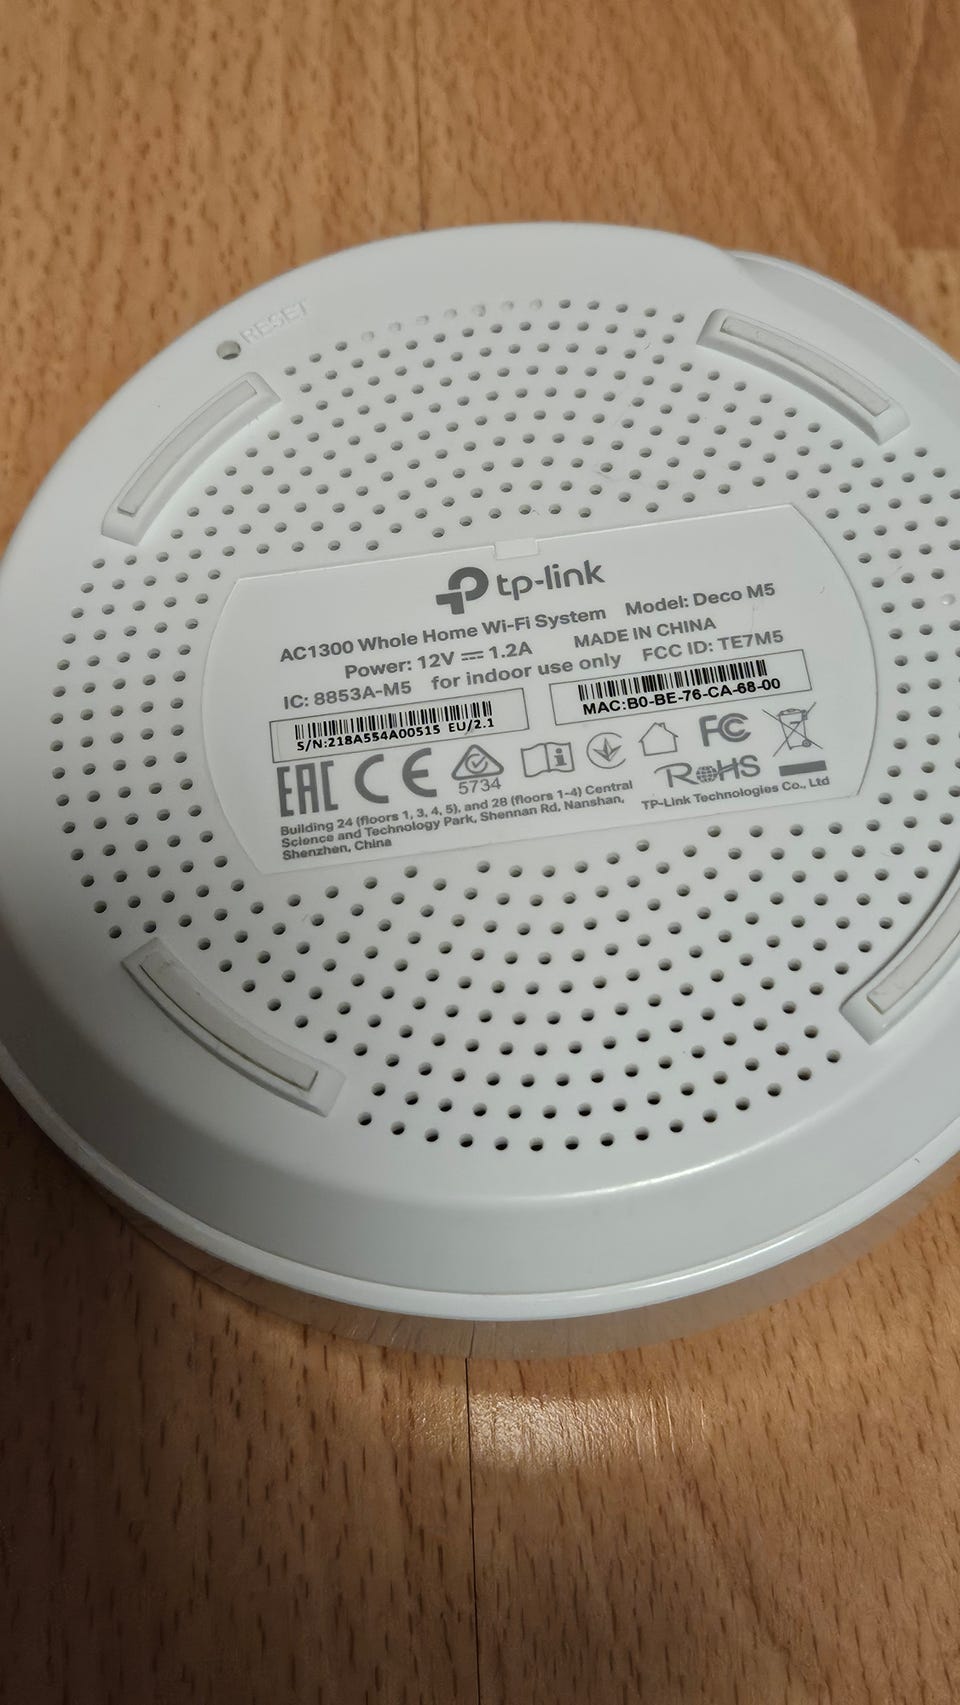 RESET
tp-link
AC1300 Whole Home Wi-Fi System Model: Deco M5
Power: 12V ⎓ 1.2A MADE IN CHINA
IC: 8853A-M5 for indoor use only FCC ID: TE7M5
S/N:218A554A00515 EU/2.1
MAC:B0-BE-76-CA-68-00
EAC CE 5734 i FC
RoHS
Building 24 (floors 1, 3, 4, 5), and 28 (floors 1-4) Central
Science and Technology Park, Shennan Rd, Nanshan,
Shenzhen, China
TP-Link Technologies Co., Ltd